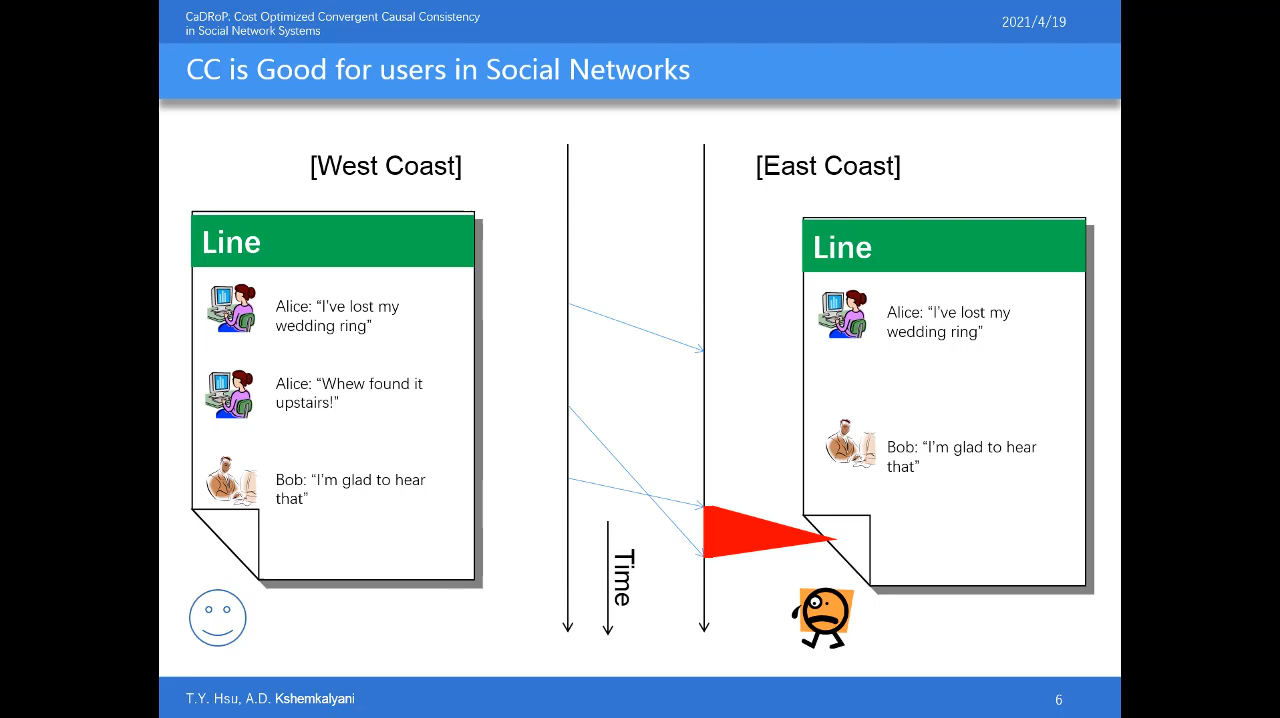 CaDRoP: Cost Optimized Convergent Causal Consistency
in Social Network Systems
2021/4/19
CC is Good for users in Social Networks
[West Coast]
[East Coast]
Line
Alice: “I’ve lost my
wedding ring”
Alice: “Whew found it
upstairs!”
Bob: “I’m glad to hear
that”
Time
Line
Alice: “I’ve lost my
wedding ring”
Bob: “I’m glad to hear
that”
T.Y. Hsu, A.D. Kshemkalyani
6